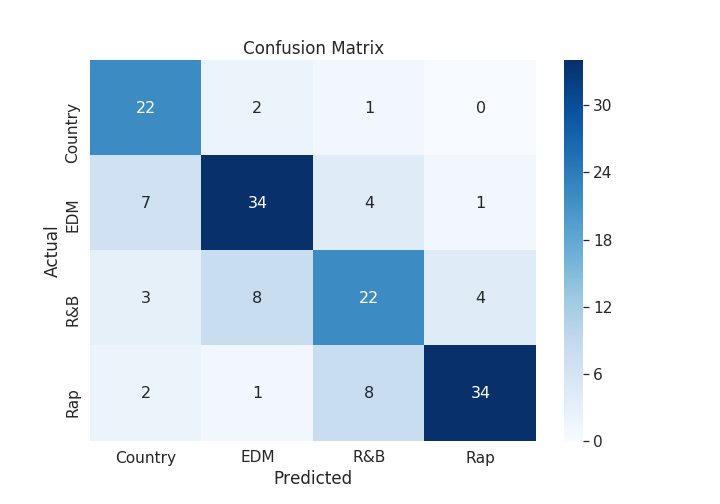 Confusion Matrix
Actual
Country
22 2 1 0
EDM
7 34 4 1
R&B
3 8 22 4
Rap
2 1 8 34
Country EDM R&B Rap
Predicted
30
24
18
12
6
0